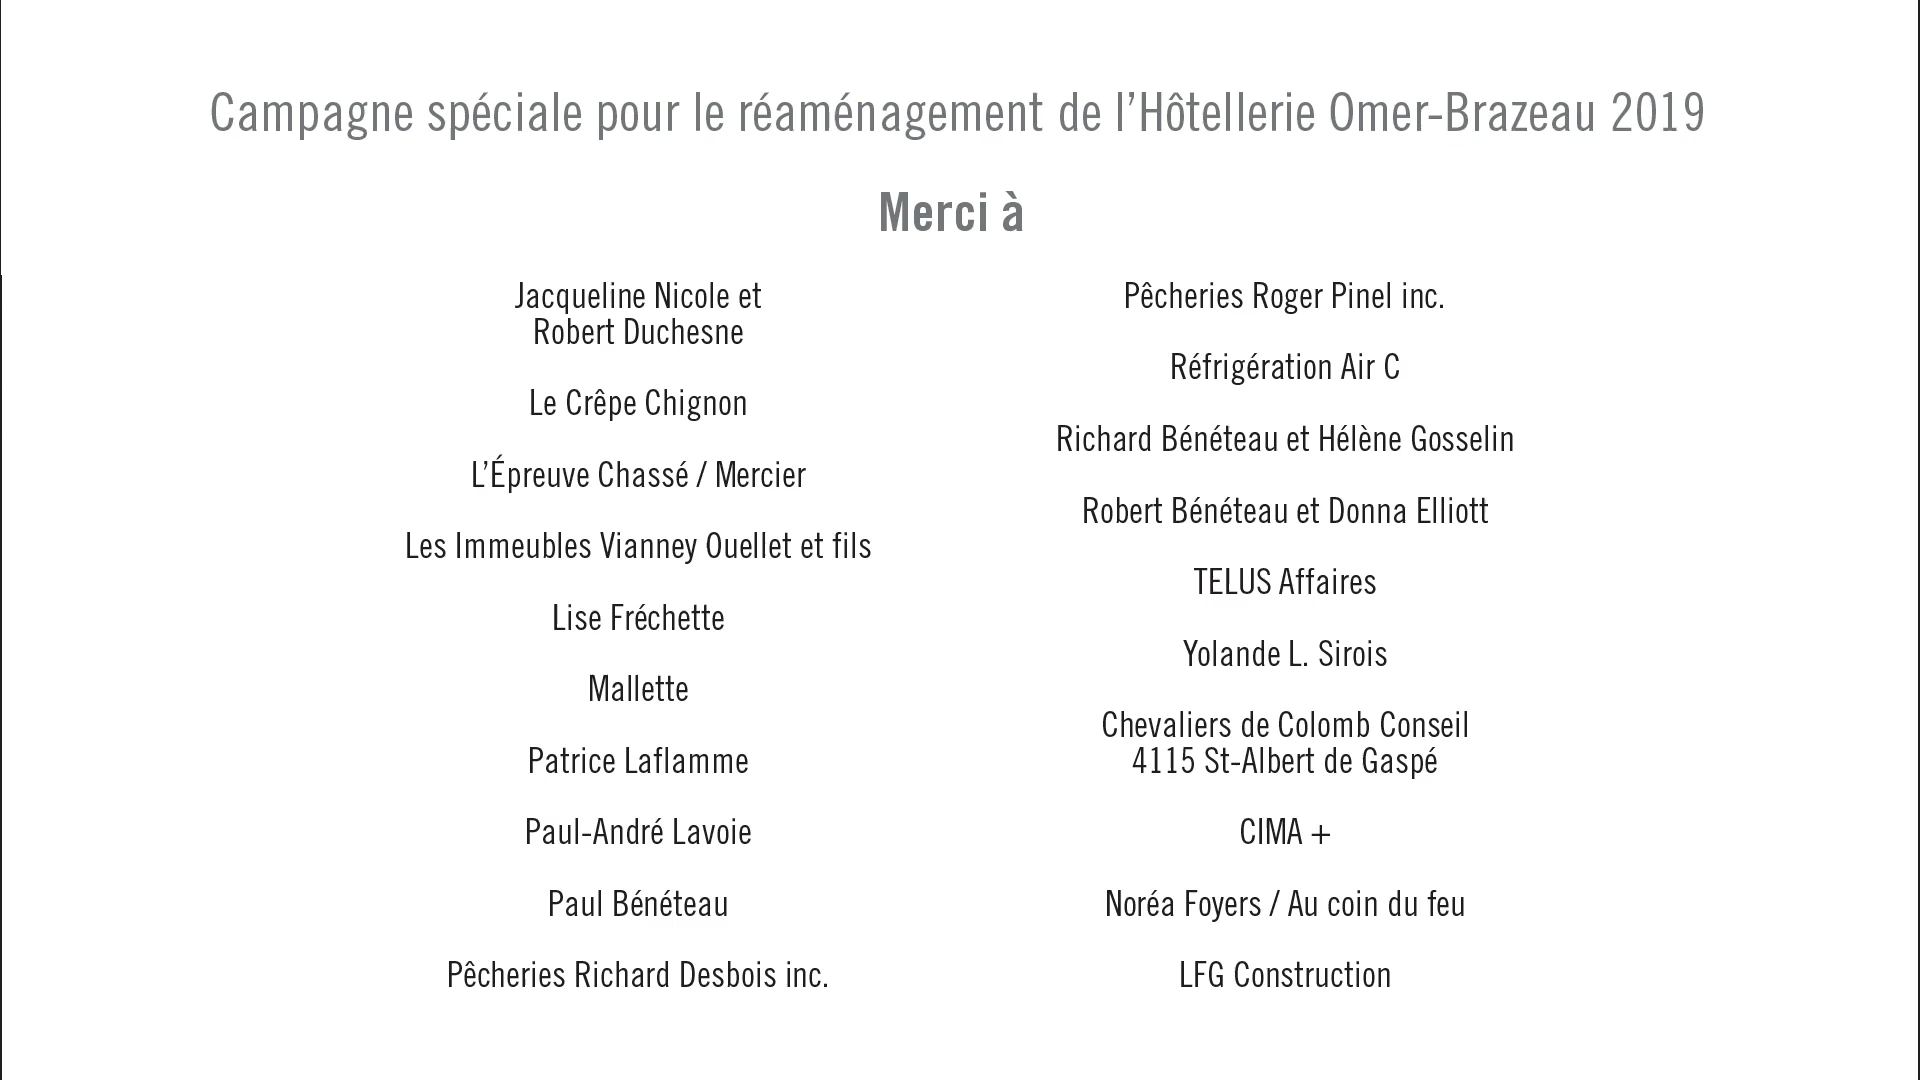 Campagne spéciale pour le réaménagement de l’Hôtellerie Omer-Brazeau 2019
Merci à
Jacqueline Nicole et
Robert Duchesne
Le Crêpe Chignon
L’Épreuve Chassé / Mercier
Les Immeubles Vianney Ouellet et fils
Lise Fréchette
Mallette
Patrice Laflamme
Paul-André Lavoie
Paul Bénéteau
Pêcheries Richard Desbois inc.
Pêcheries Roger Pinel inc.
Réfrigération Air C
Richard Bénéteau et Hélène Gosselin
Robert Bénéteau et Donna Elliott
TELUS Affaires
Yolande L. Sirois
Chevaliers de Colomb Conseil
4115 St-Albert de Gaspé
CIMA +
Noréa Foyers / Au coin du feu
LFG Construction